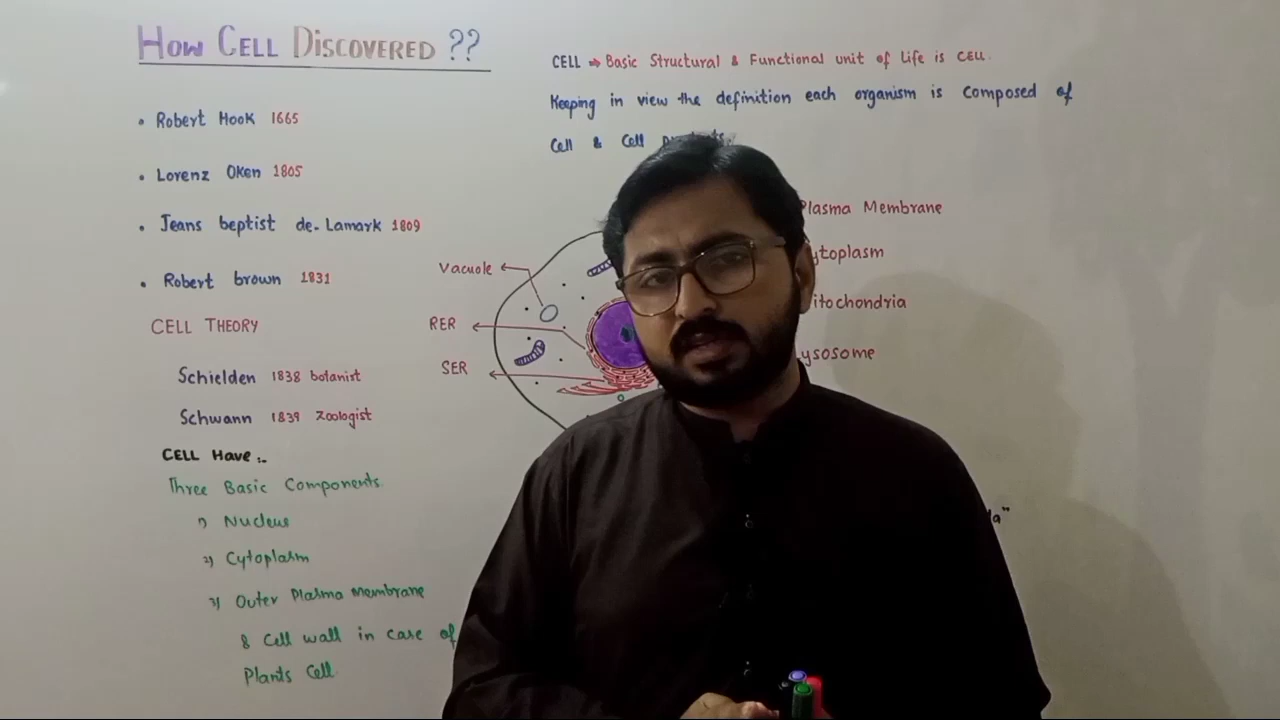 HOW CELL DISCOVERED ??
• Robert Hook 1665
• Lorenz Oken 1805
• Jeans beptist de-Lamark 1809
• Robert brown 1831
CELL THEORY
Schielden 1838 botanist
Schwann 1839 Zoologist
CELL Have:-
Three Basic Components.
1) Nucleus
2) Cytoplasm
3) Outer Plasma Membrane
& Cell wall in case of
Plants Cell.
CELL → Basic Structural & Functional unit of Life is CELL.
Keeping in view the definition each organism is composed of
Cell & Cell
Plasma Membrane
ytoplasm
itochondria
ysosome
Vacuole
RER
SER